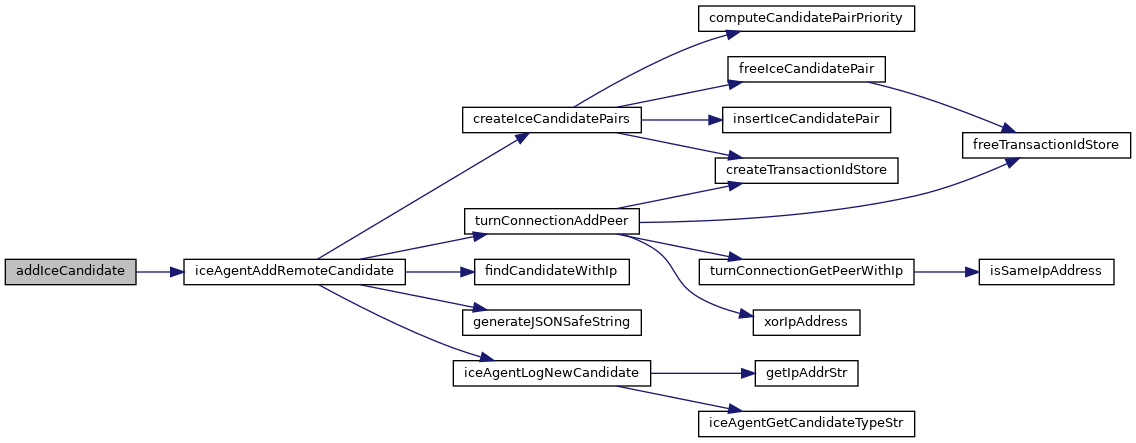 computeCandidatePairPriority
freeIceCandidatePair
createIceCandidatePairs
insertIceCandidatePair
freeTransactionIdStore
createTransactionIdStore
turnConnectionAddPeer
addIceCandidate
iceAgentAddRemoteCandidate
findCandidateWithIp
turnConnectionGetPeerWithIp
isSameIpAddress
generateJSONSafeString
xorIpAddress
iceAgentLogNewCandidate
getIpAddrStr
iceAgentGetCandidateTypeStr